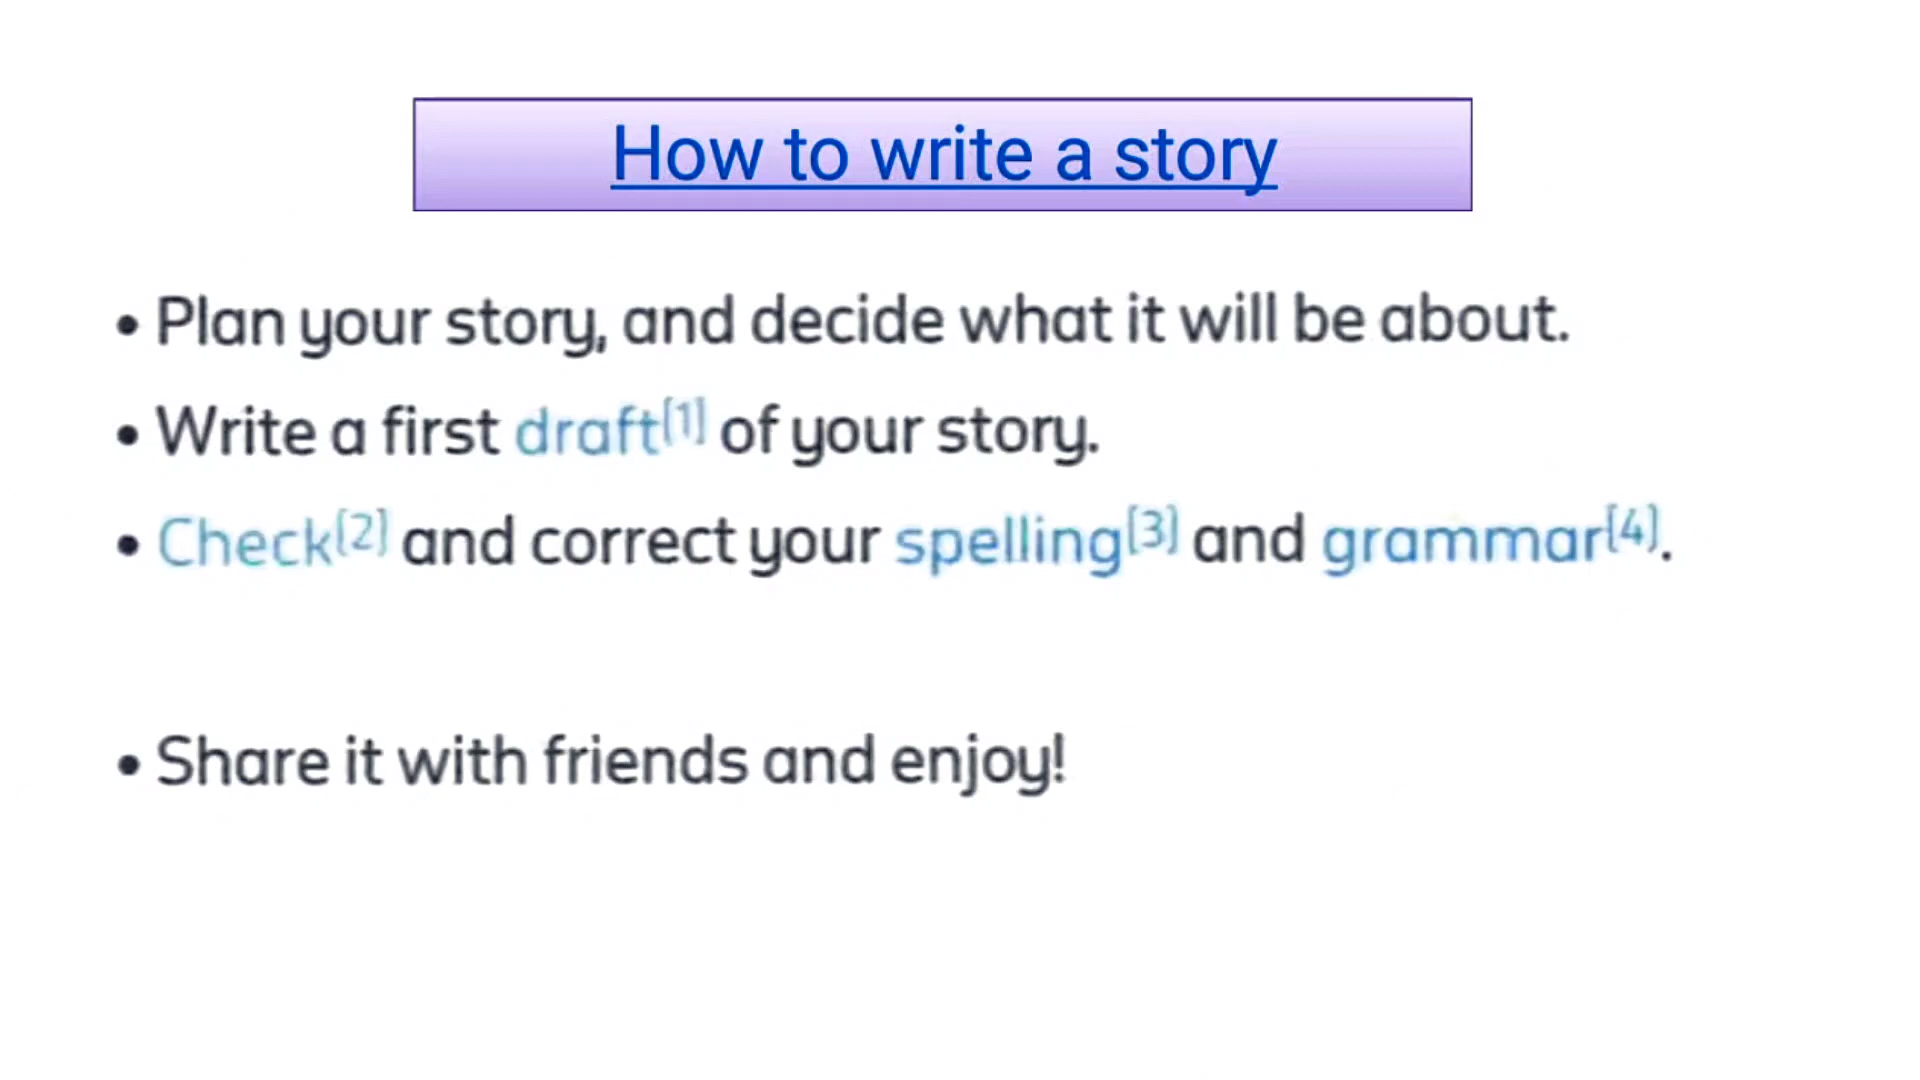 How to write a story
• Plan your story, and decide what it will be about.
• Write a first draft[1] of your story.
• Check[2] and correct your spelling[3] and grammar[4].
• Share it with friends and enjoy!